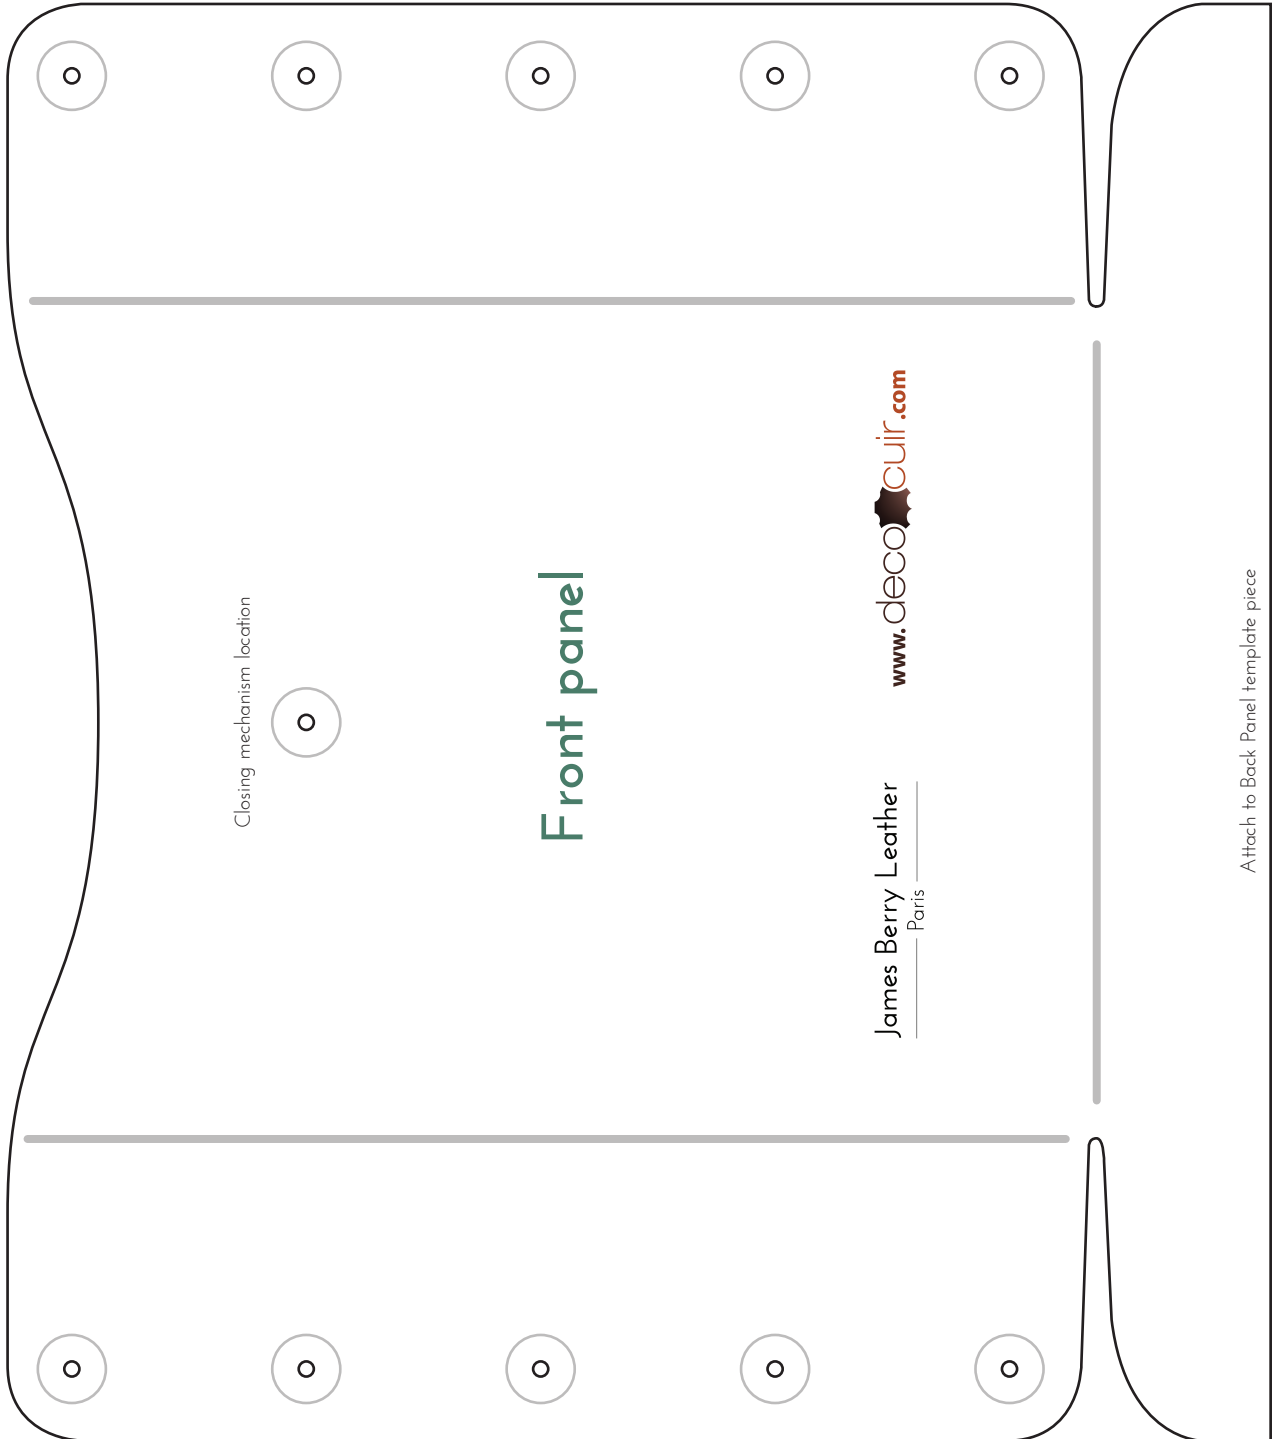 Closing mechanism location
Front panel
www.decocuir.com
James Berry Leather
Paris
Attach to Back Panel template piece